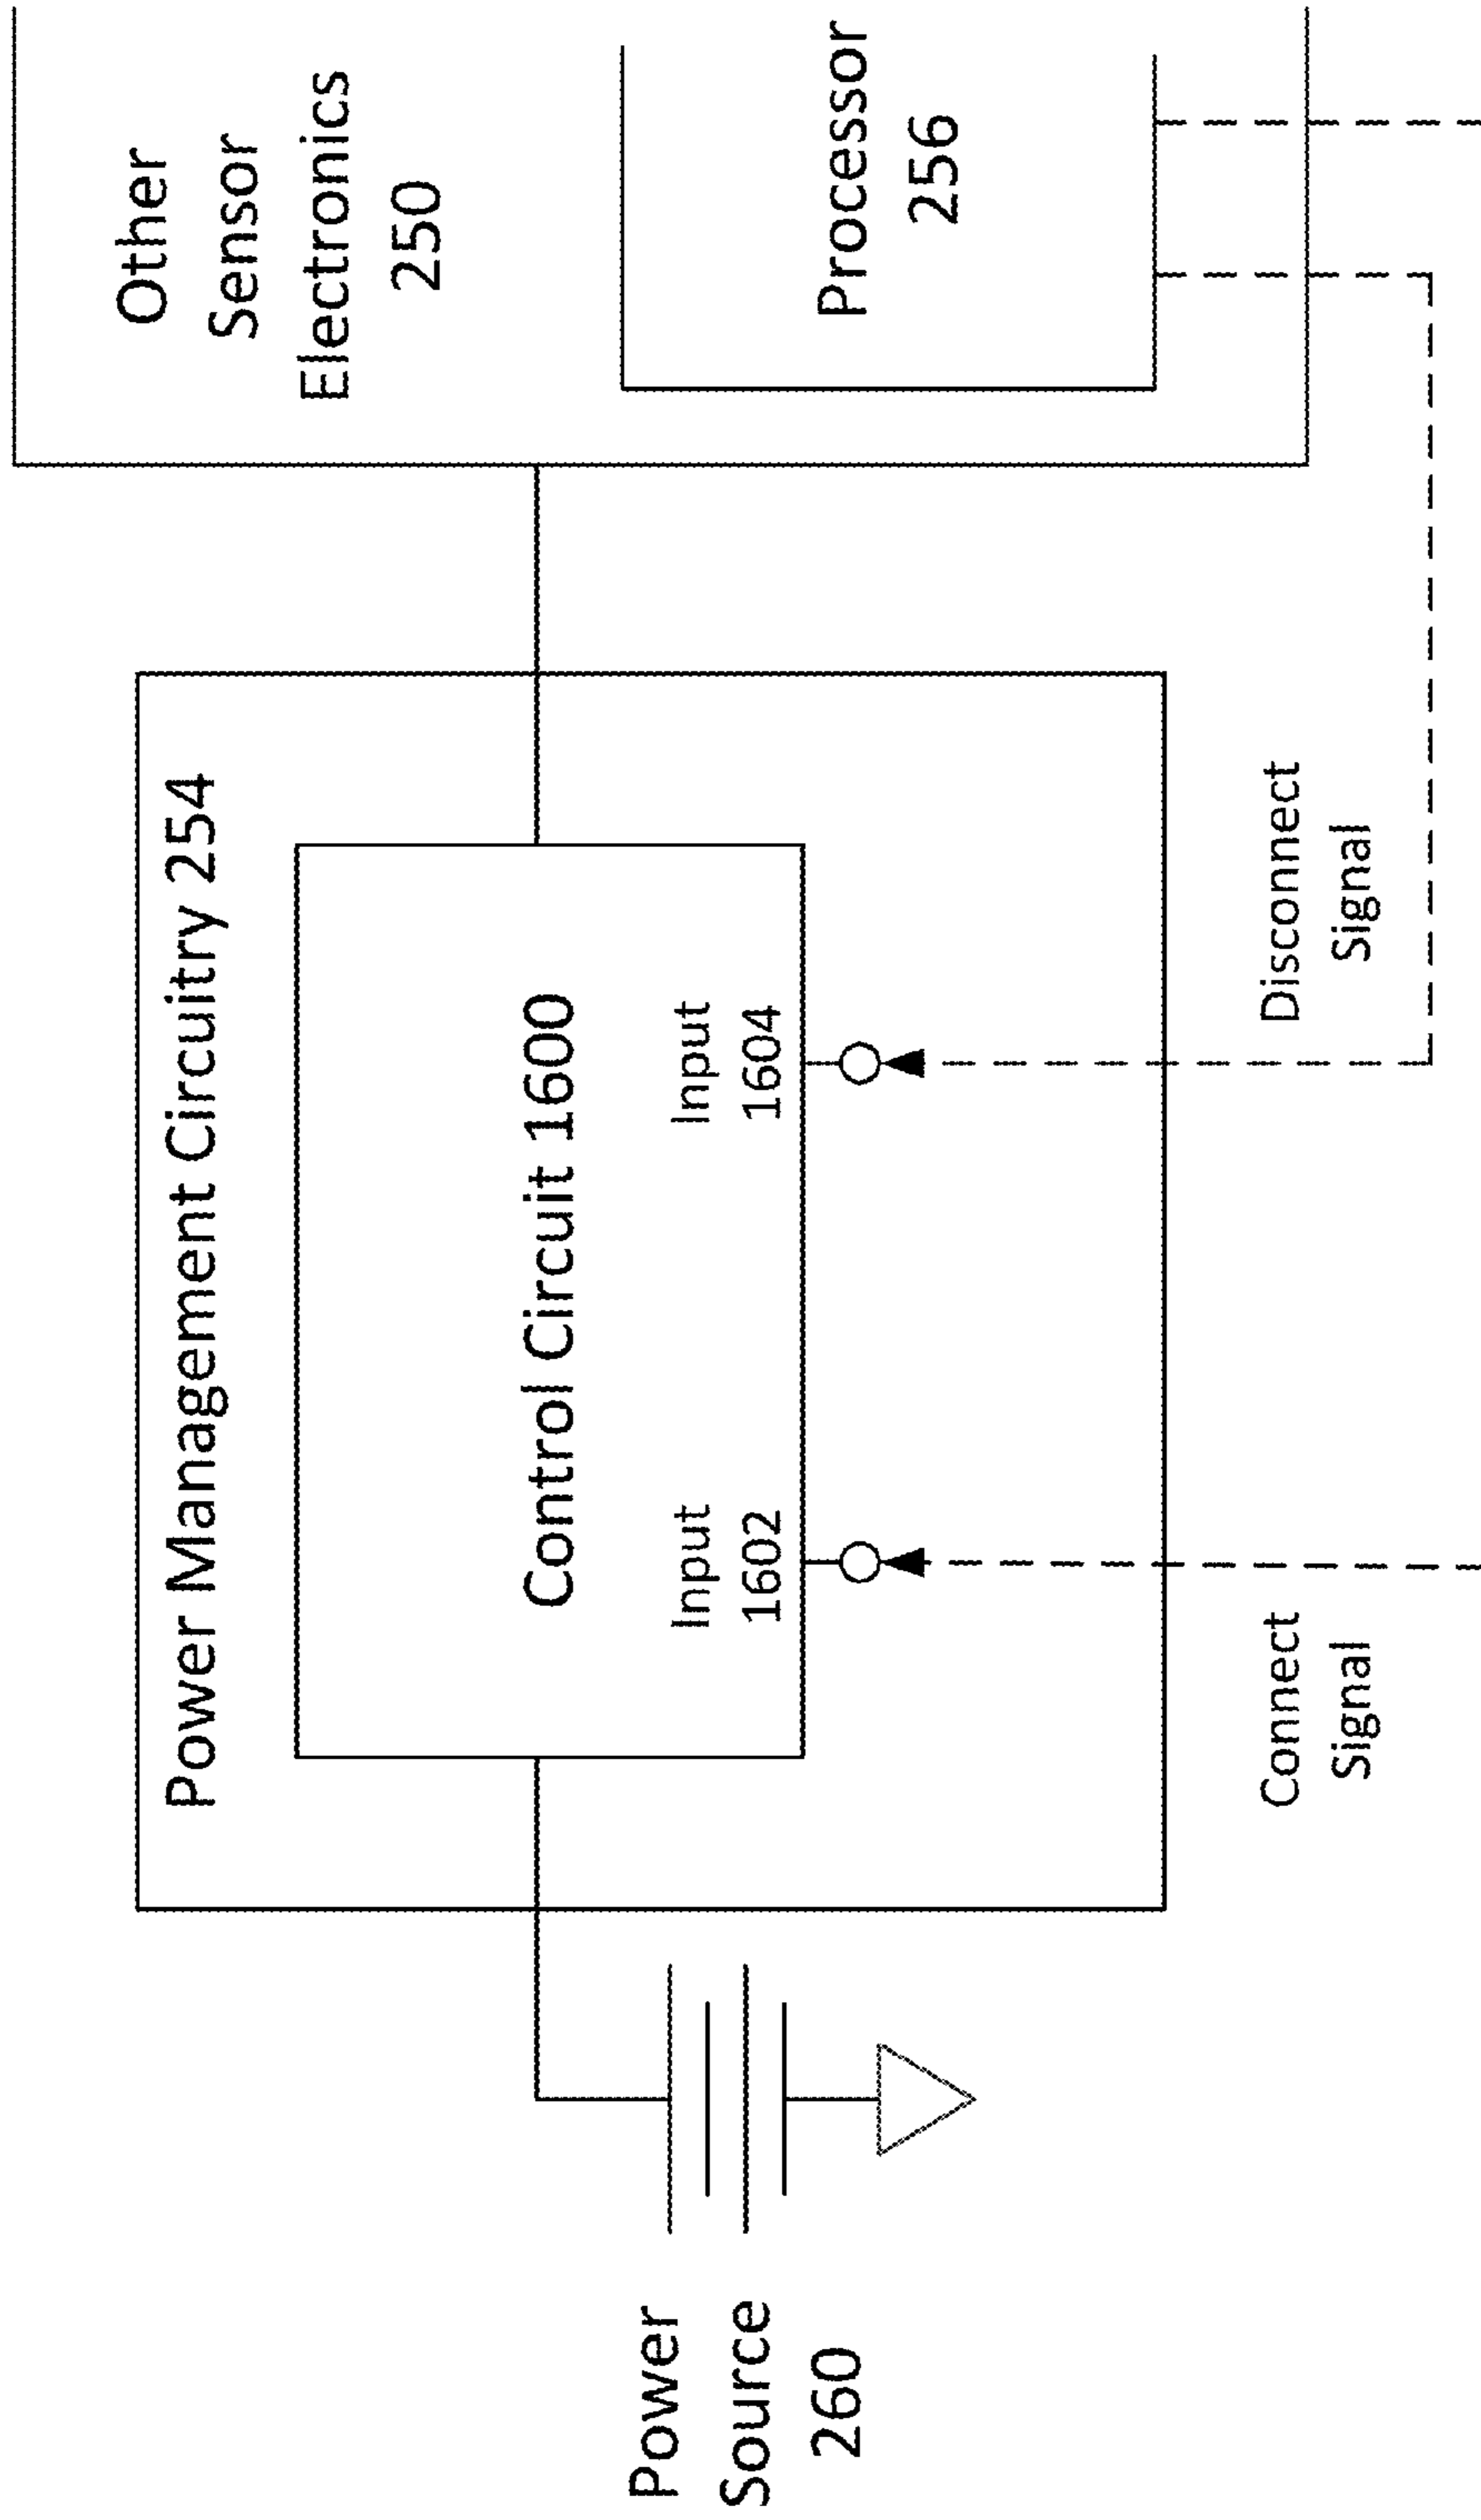 Power
Source
260
Power Management Circuitry 254
Control Circuit 1600
Input
1602
Input
1604
Connect
Signal
Disconnect
Signal
Other
Sensor
Electronics
250
Processor
256